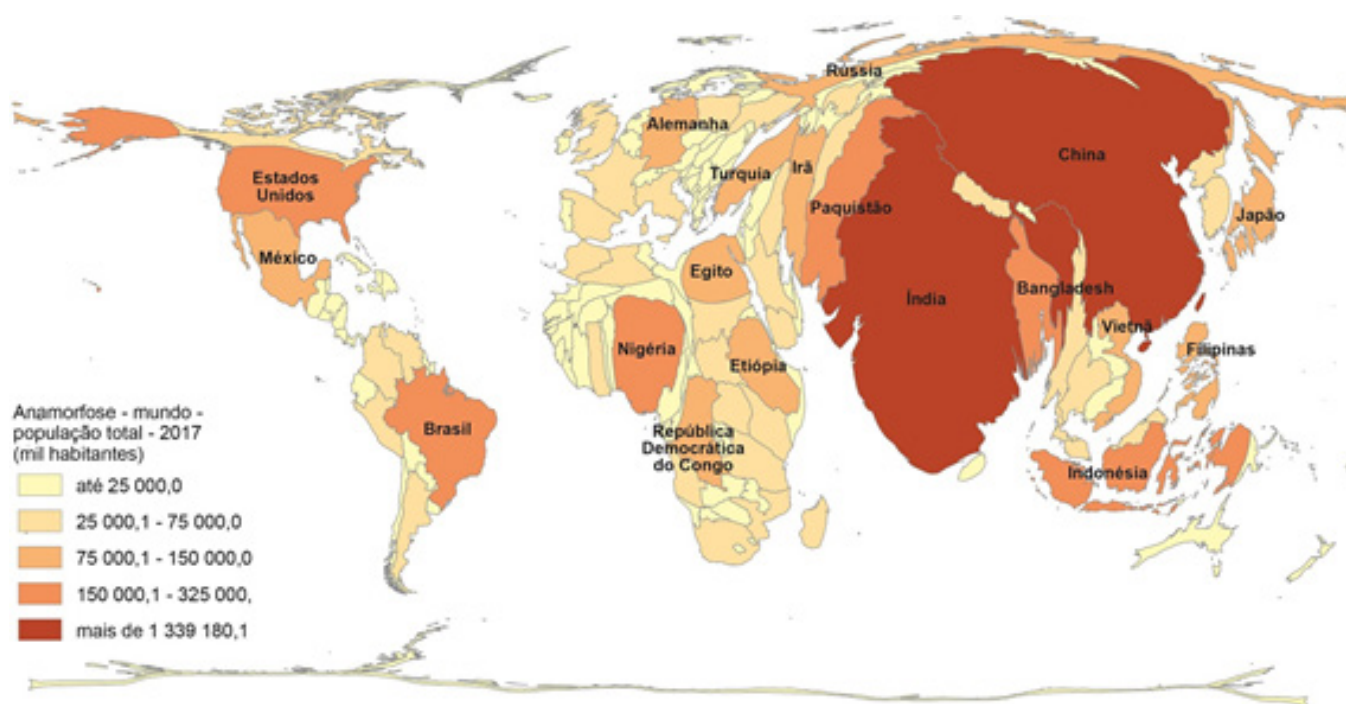 Rússia
Alemanha
China
Turquia
Irã
Estados
Unidos
Paquistão
Japão
México
Egito
Índia
Bangladesh
Vietnã
Nigéria
Etiópia
Filipinas
Brasil
República
Democrática
do Congo
Indonésia
Anamorfose - mundo -
população total - 2017
(mil habitantes)
até 25 000,0
25 000,1 - 75 000,0
75 000,1 - 150 000,0
150 000,1 - 325 000,
mais de 1 339 180,1